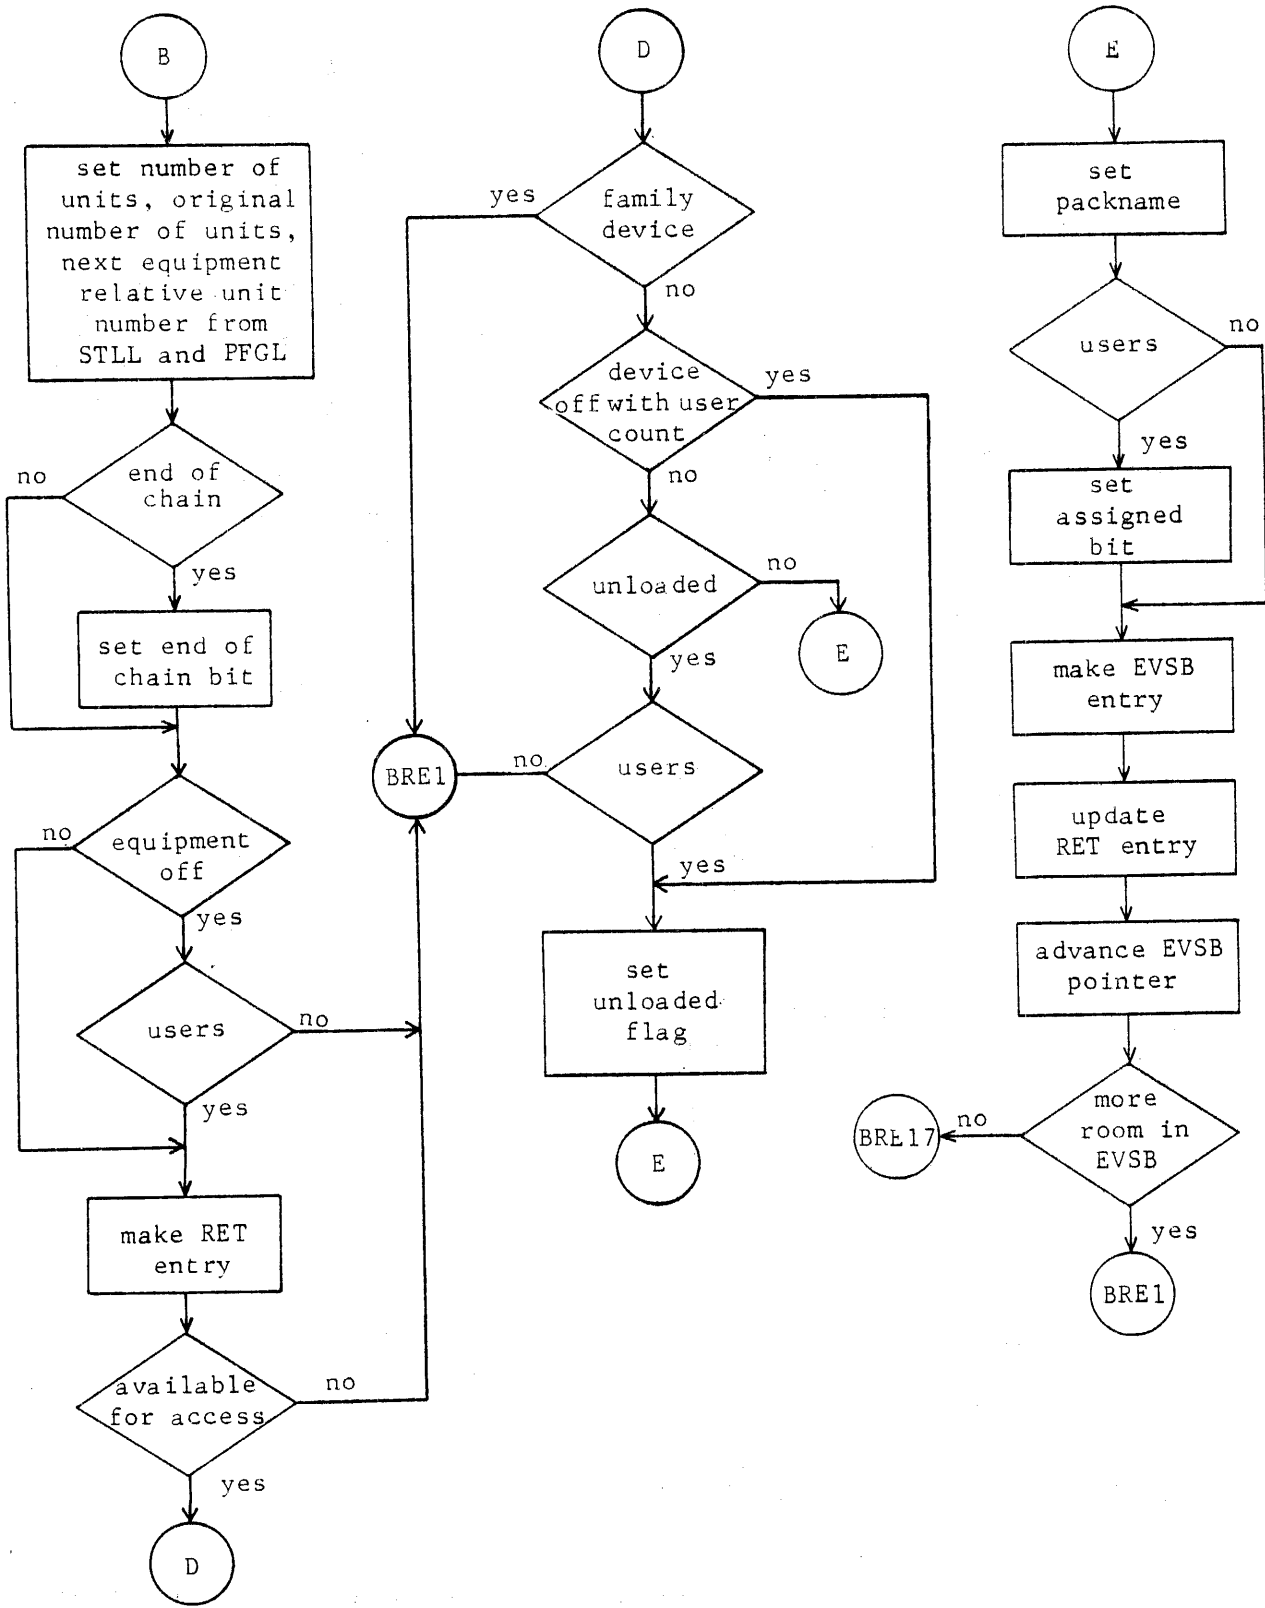 B
set number of
units, original
number of units,
next equipment
relative unit
number from
STLL and PFGL
end of
chain
no
yes
set end of
chain bit
equipment
off
no
yes
users
no
yes
make RET
entry
available
for access
no
yes
D
D
family
device
yes
no
device
off with user
count
yes
no
unloaded
no
E
yes
users
no
BRE1
yes
set
unloaded
flag
E
E
set
packname
users
no
yes
set
assigned
bit
make EVSB
entry
update
RET entry
advance EVSB
pointer
more
room in
EVSB
no
BRE17
yes
BRE1